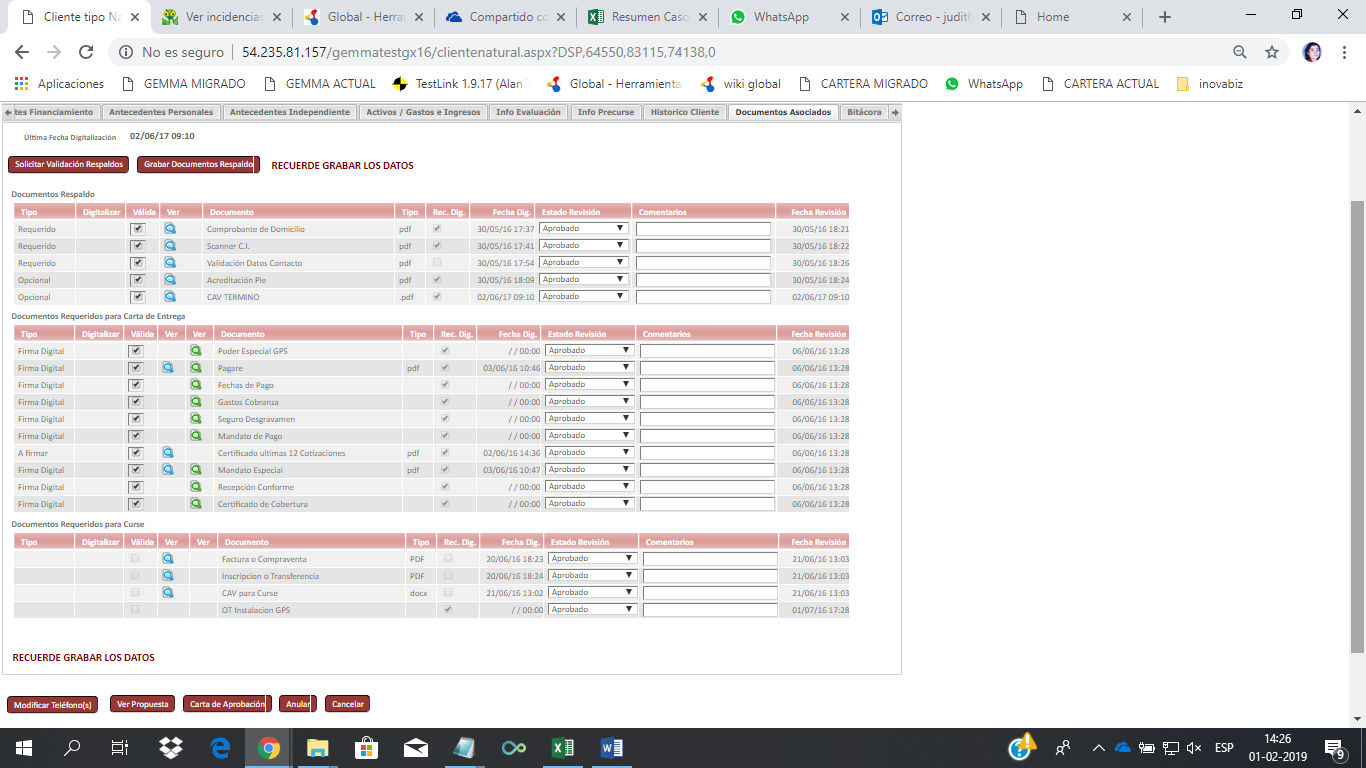 Cliente tipo Na
Ver incidencias
Global - Herra
Compartido co
Resumen Caso
WhatsApp
Correo - judith
Home
No es seguro | 54.235.81.157/gemmatestgx16/clientenatural.aspx?DSP,64550,83115,74138,0
Aplicaciones GEMMA MIGRADO GEMMA ACTUAL TestLink 1.9.17 (Alan Global - Herramienta wiki global CARTERA MIGRADO WhatsApp CARTERA ACTUAL inovabiz
tes Financiamiento Antecedentes Personales Antecedentes Independiente Activos / Gastos e Ingresos Info Evaluación Info Precurse Historico Cliente Documentos Asociados Bitácora
Última Fecha Digitalización 02/06/17 09:10
Solicitar Validación Respaldos Grabar Documentos Respaldo RECUERDE GRABAR LOS DATOS
Documentos Respaldo
Tipo Digitalizar Válida Ver Documento Tipo Rec. Dig. Fecha Dig. Estado Revisión Comentarios Fecha Revisión
Requerido Comprobante de Domicilio pdf 30/05/16 17:37 Aprobado 30/05/16 18:21
Requerido Scanner C.I. pdf 30/05/16 17:41 Aprobado 30/05/16 18:22
Requerido Validación Datos Contacto pdf 30/05/16 17:54 Aprobado 30/05/16 18:26
Opcional Acreditación Pie pdf 30/05/16 18:09 Aprobado 30/05/16 18:24
Opcional CAV TERMINO .pdf 02/06/17 09:10 Aprobado 02/06/17 09:10
Documentos Requeridos para Carta de Entrega
Tipo Digitalizar Válida Ver Ver Documento Tipo Rec. Dig. Fecha Dig. Estado Revisión Comentarios Fecha Revisión
Firma Digital Poder Especial GPS / / 00:00 Aprobado 06/06/16 13:28
Firma Digital Pagare pdf 03/06/16 10:46 Aprobado 06/06/16 13:28
Firma Digital Fechas de Pago / / 00:00 Aprobado 06/06/16 13:28
Firma Digital Gastos Cobranza / / 00:00 Aprobado 06/06/16 13:28
Firma Digital Seguro Desgravamen / / 00:00 Aprobado 06/06/16 13:28
Firma Digital Mandato de Pago / / 00:00 Aprobado 06/06/16 13:28
A firmar Certificado ultimas 12 Cotizaciones pdf 02/06/16 14:36 Aprobado 06/06/16 13:28
Firma Digital Mandato Especial pdf 03/06/16 10:47 Aprobado 06/06/16 13:28
Firma Digital Recepción Conforme / / 00:00 Aprobado 06/06/16 13:28
Firma Digital Certificado de Cobertura / / 00:00 Aprobado 06/06/16 13:28
Documentos Requeridos para Curse
Tipo Digitalizar Válida Ver Ver Documento Tipo Rec. Dig. Fecha Dig. Estado Revisión Comentarios Fecha Revisión
Factura o Compraventa PDF 20/06/16 18:23 Aprobado 21/06/16 13:03
Inscripcion o Transferencia PDF 20/06/16 18:24 Aprobado 21/06/16 13:03
CAV para Curse docx 21/06/16 13:02 Aprobado 21/06/16 13:03
OT Instalacion GPS / / 00:00 Aprobado 01/07/16 17:28
RECUERDE GRABAR LOS DATOS
Modificar Teléfono(s) Ver Propuesta Carta de Aprobación Anular Cancelar
ESP
14:26
01-02-2019
9